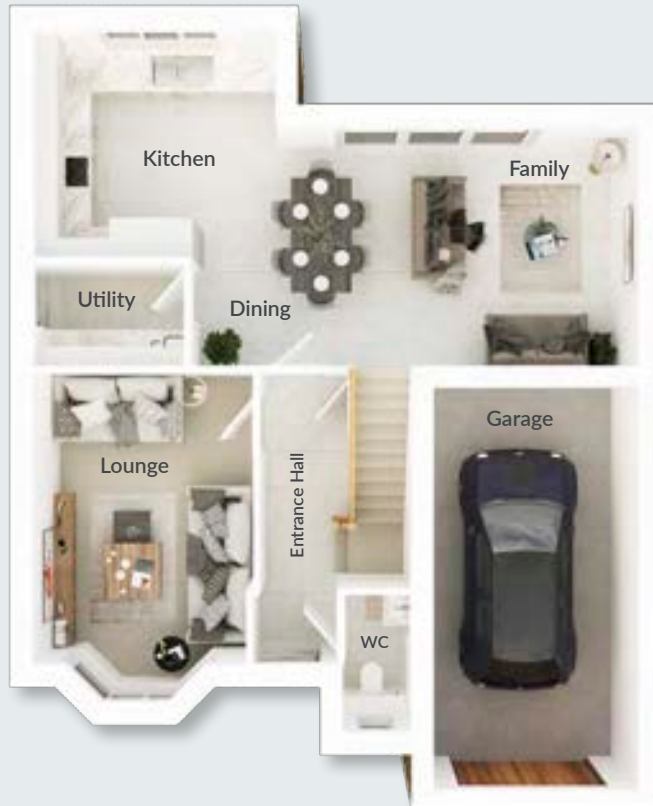 Kitchen
Family
Utility
Dining
Garage
Lounge
Entrance Hall
WC